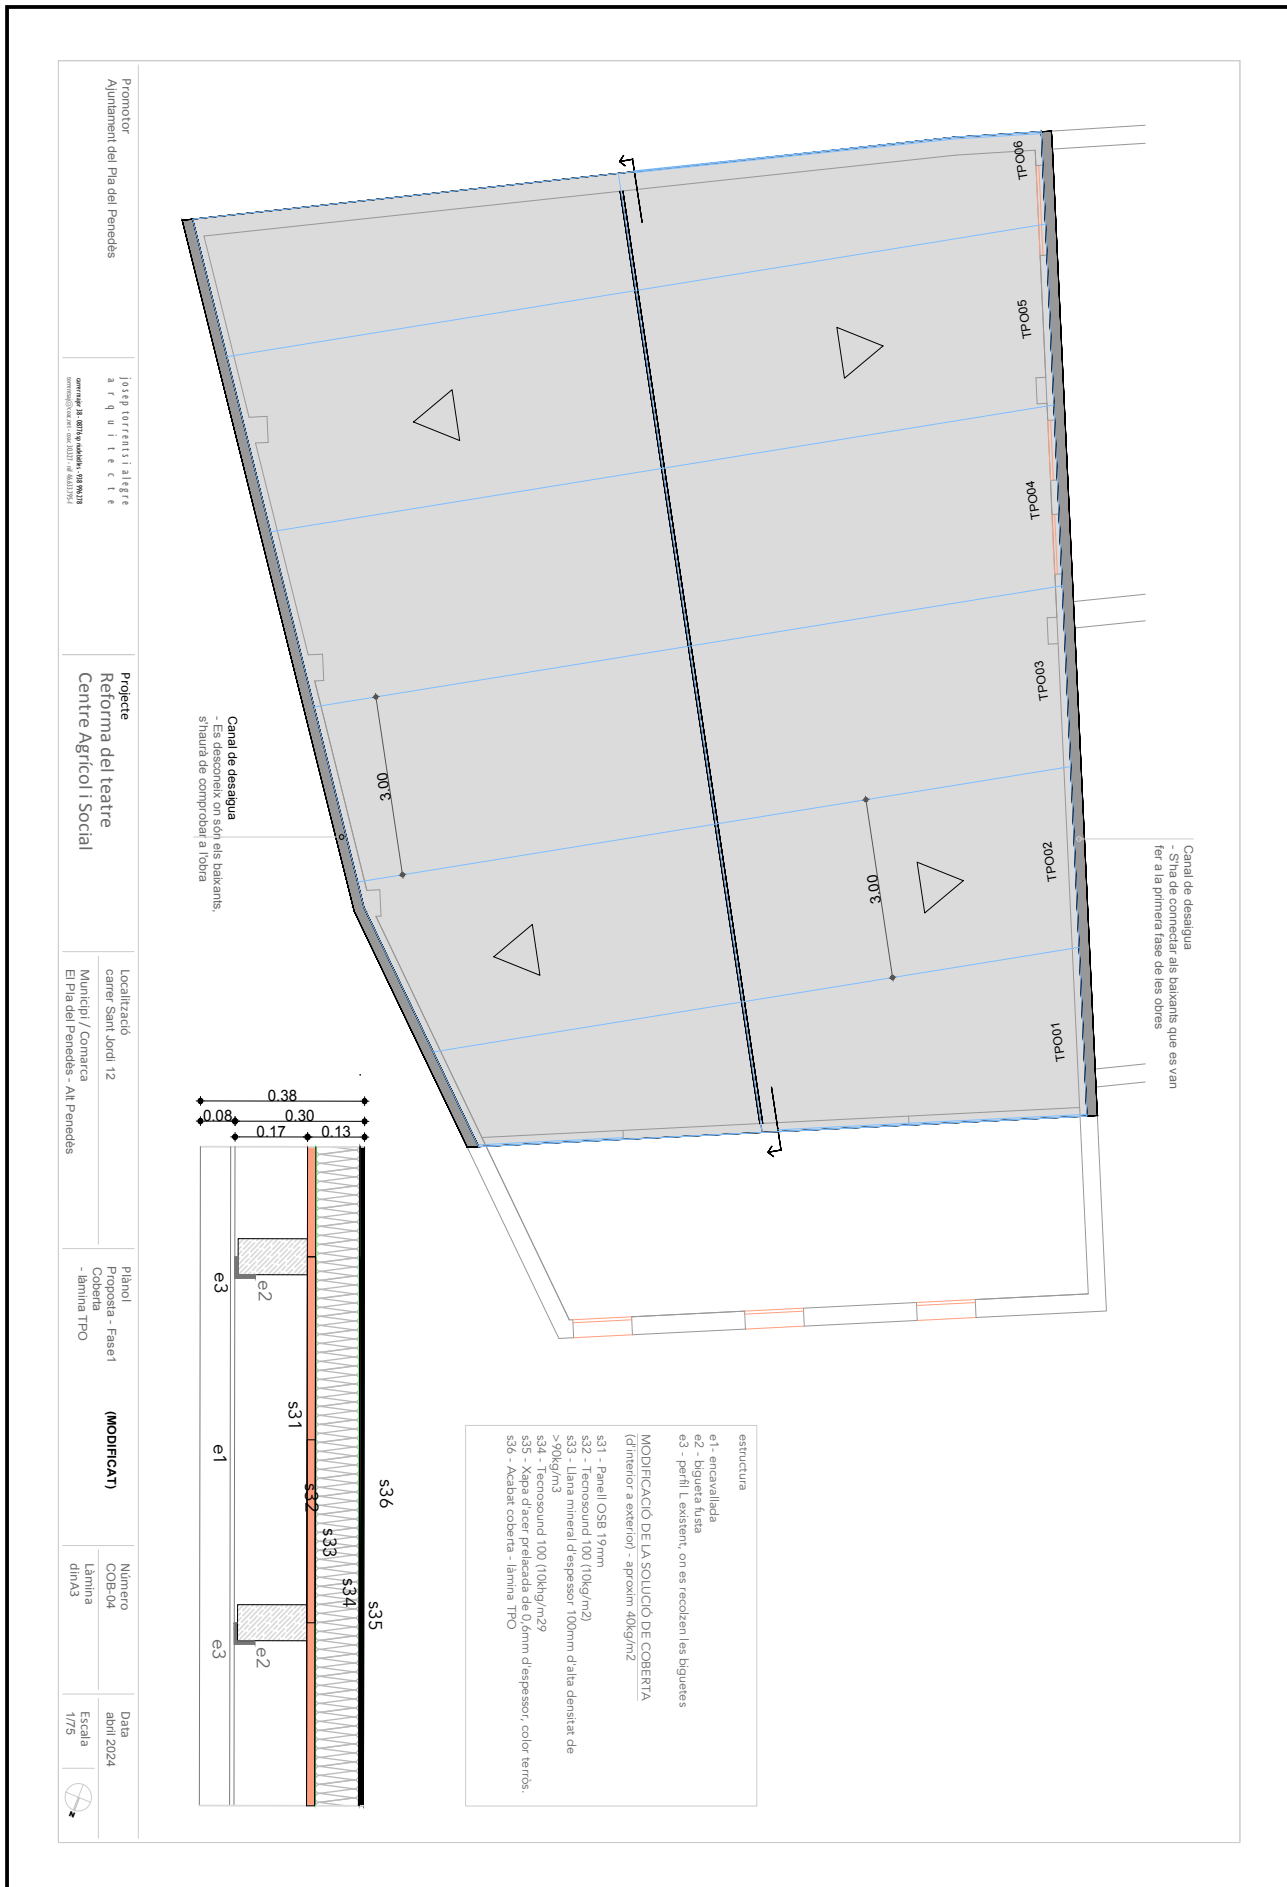 Promotor
Ajuntament del Pla del Penedès
josep torrents i alegre
a r q u i t e c t e
Projecte
Reforma del teatre
Centre Agrícol i Social
Localització
carrer Sant Jordi 12
Municipi / Comarca
El Pla del Penedès - Alt Penedès
Plànol
Proposta - Fase1
Coberta
- làmina TPO
(MODIFICAT)
Número
COB-04
Làmina
dinA3
Data
abril 2024
Escala
1/75
N
TPO06
TPO05
TPO04
TPO03
TPO02
TPO01
3.00
3.00
Canal de desaigua
- Es desconeix on són els baixants,
s'haurà de comprobar a l'obra
Canal de desaigua
- S'ha de connectar als baixants que es van
fer a la primera fase de les obres
0.38
0.08
0.30
0.17
0.13
e3
e2
s31
e1
s32
s36
s33
s34
s35
e3
e2
estructura
e1- encavallada
e2 - bigueta fusta
e3 - perfil L existent, on es recolzen les biguetes
MODIFICACIÓ DE LA SOLUCIÓ DE COBERTA
(d'interior a exterior) - aproxim 40kg/m2
s31 - Panell OSB 19mm
s32 - Tecnosound 100 (10kg/m2)
s33 - Llana mineral d'espessor 100mm d'alta densitat de
>90kg/m3
s34 - Tecnosound 100 (10khg/m29
s35 - Xapa d'acer prelacada de 0,6mm d'espessor, color terròs.
s36 - Acabat coberta - làmina TPO